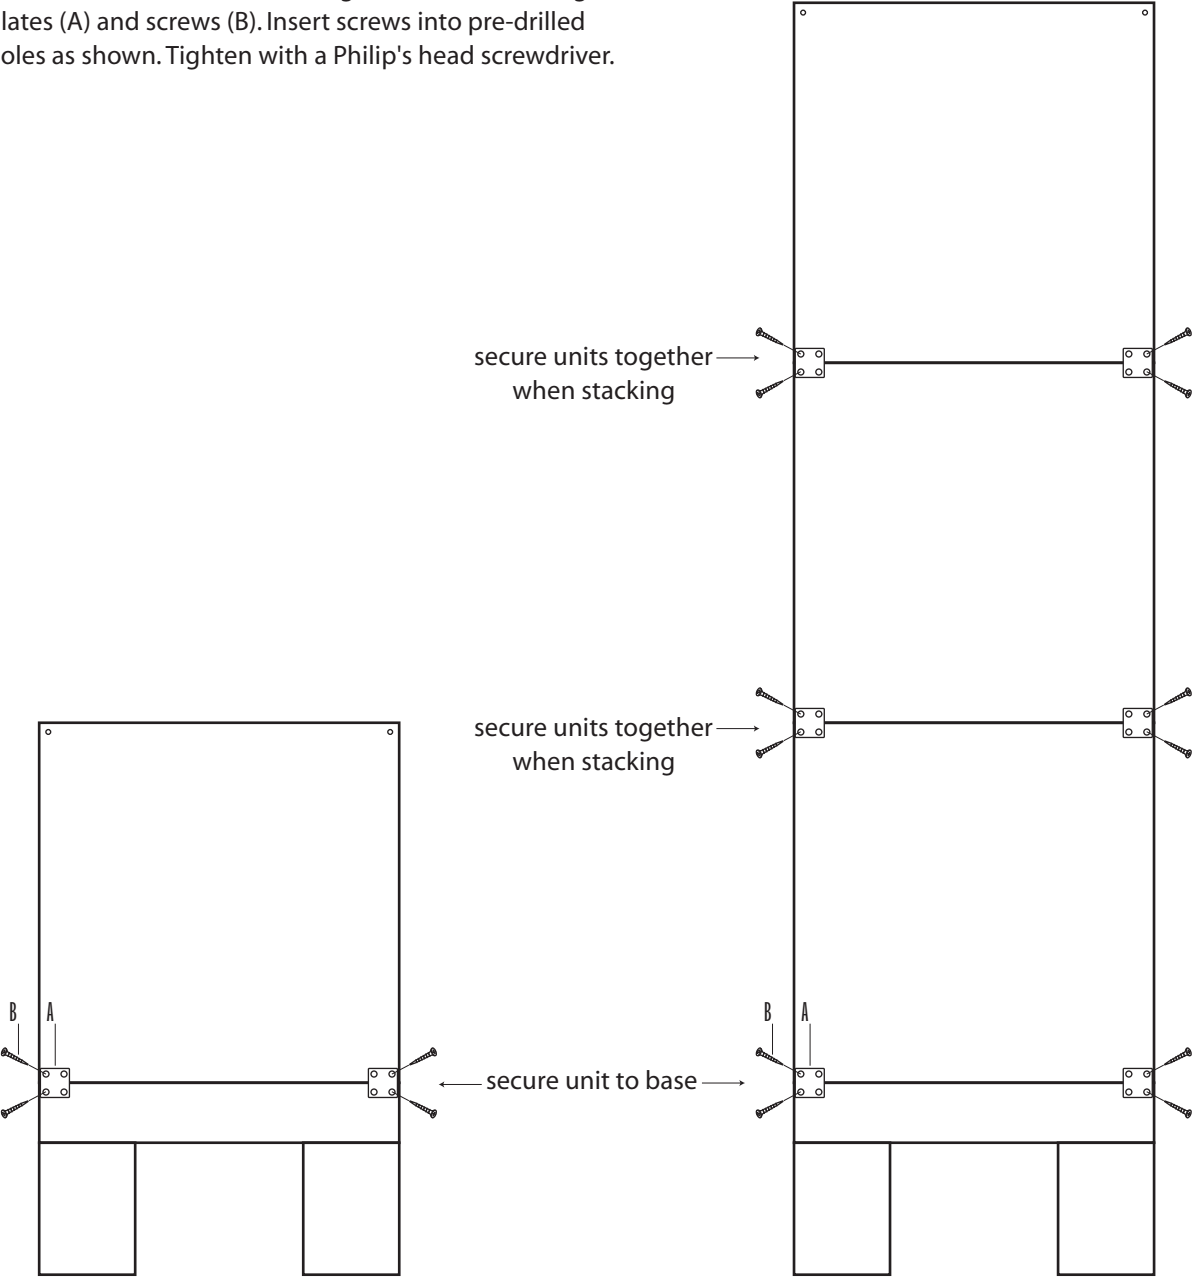 lates (A) and screws (B). Insert screws into pre-drilled
oles as shown. Tighten with a Philip's head screwdriver.
secure units together
when stacking
secure units together
when stacking
B A
B A
secure unit to base